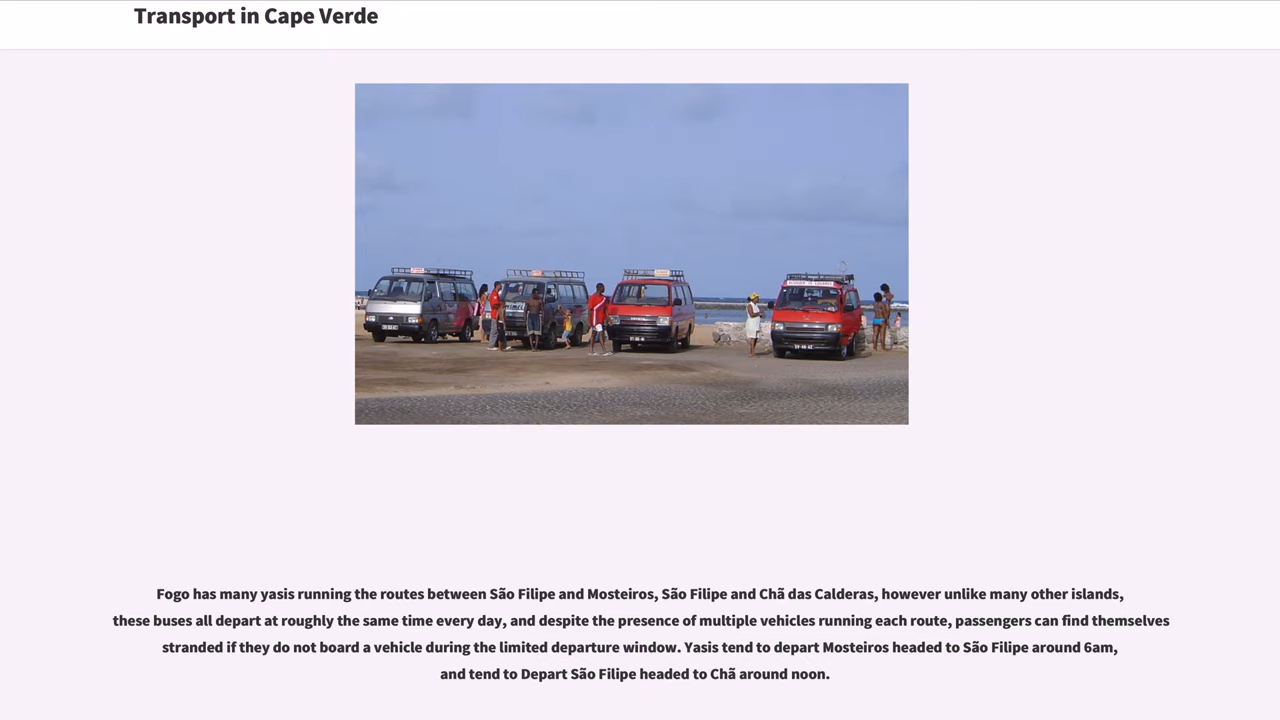 Transport in Cape Verde
Fogo has many yasis running the routes between São Filipe and Mosteiros, São Filipe and Chã das Calderas, however unlike many other islands,
these buses all depart at roughly the same time every day, and despite the presence of multiple vehicles running each route, passengers can find themselves
stranded if they do not board a vehicle during the limited departure window. Yasis tend to depart Mosteiros headed to São Filipe around 6am,
and tend to Depart São Filipe headed to Chã around noon.